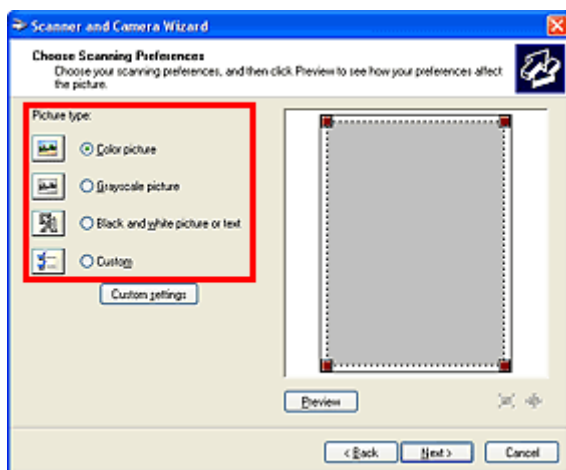 Scanner and Camera Wizard
Choose Scanning Preferences
Choose your scanning preferences, and then click Preview to see how your preferences affect
the picture.
Picture type:
Color picture
Grayscale picture
Black and white picture or text
Custom
Custom settings
Preview
< Back
Next >
Cancel